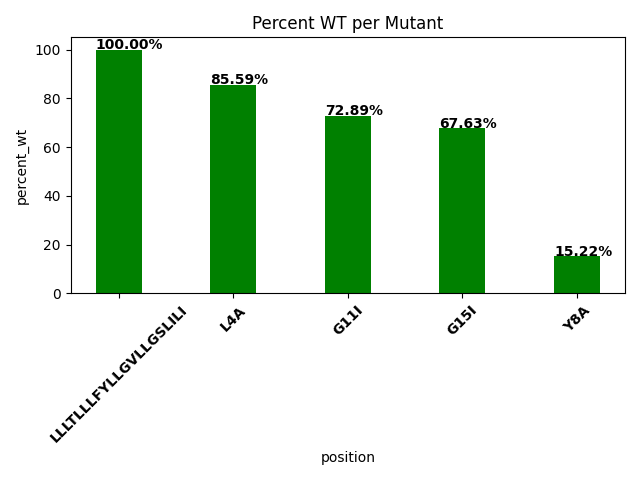 Percent WT per Mutant
percent_wt
100
80
60
40
20
0
100.00%
85.59%
72.89%
67.63%
15.22%
LLLTLLLFYLLGVLLGSLILI
L4A
G11I
G15I
Y8A
position